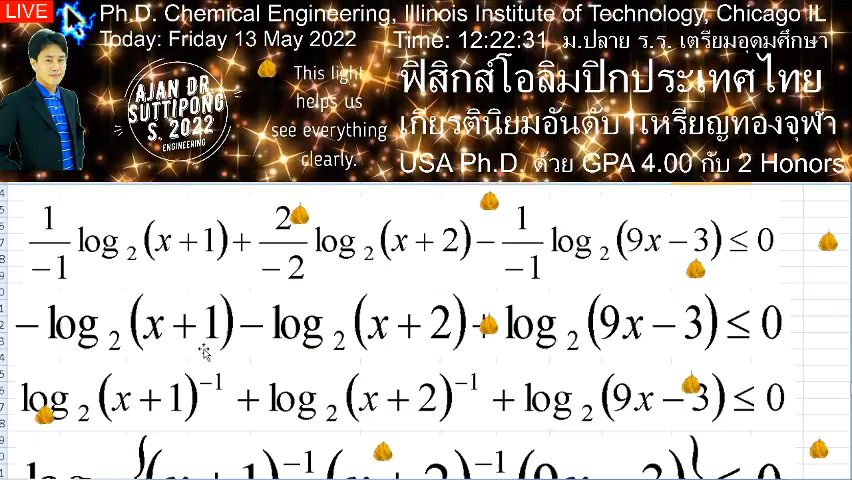 LIVE
Ph.D. Chemical Engineering, Illinois Institute of Technology, Chicago IL
Today: Friday 13 May 2022 Time: 12:22:31 ม.ปลาย ร.ร. เตรียมอุดมศึกษา
AJAN DR.
SUTTIPONG
S. 2022
ENGINEERING
This light
helps us
see everything
clearly.
ฟิสิกส์โอลิมปิกประเทศไทย
เกียรตินิยมอันดับ1เหรียญทองจุฬา
USA Ph.D. ด้วย GPA 4.00 กับ 2 Honors
1/-1 log₂(x+1) + 2/-2 log₂(x+2) − 1/-1 log₂(9x−3) ≤ 0
−log₂(x+1) − log₂(x+2) + log₂(9x−3) ≤ 0
log₂(x+1)⁻¹ + log₂(x+2)⁻¹ + log₂(9x−3) ≤ 0